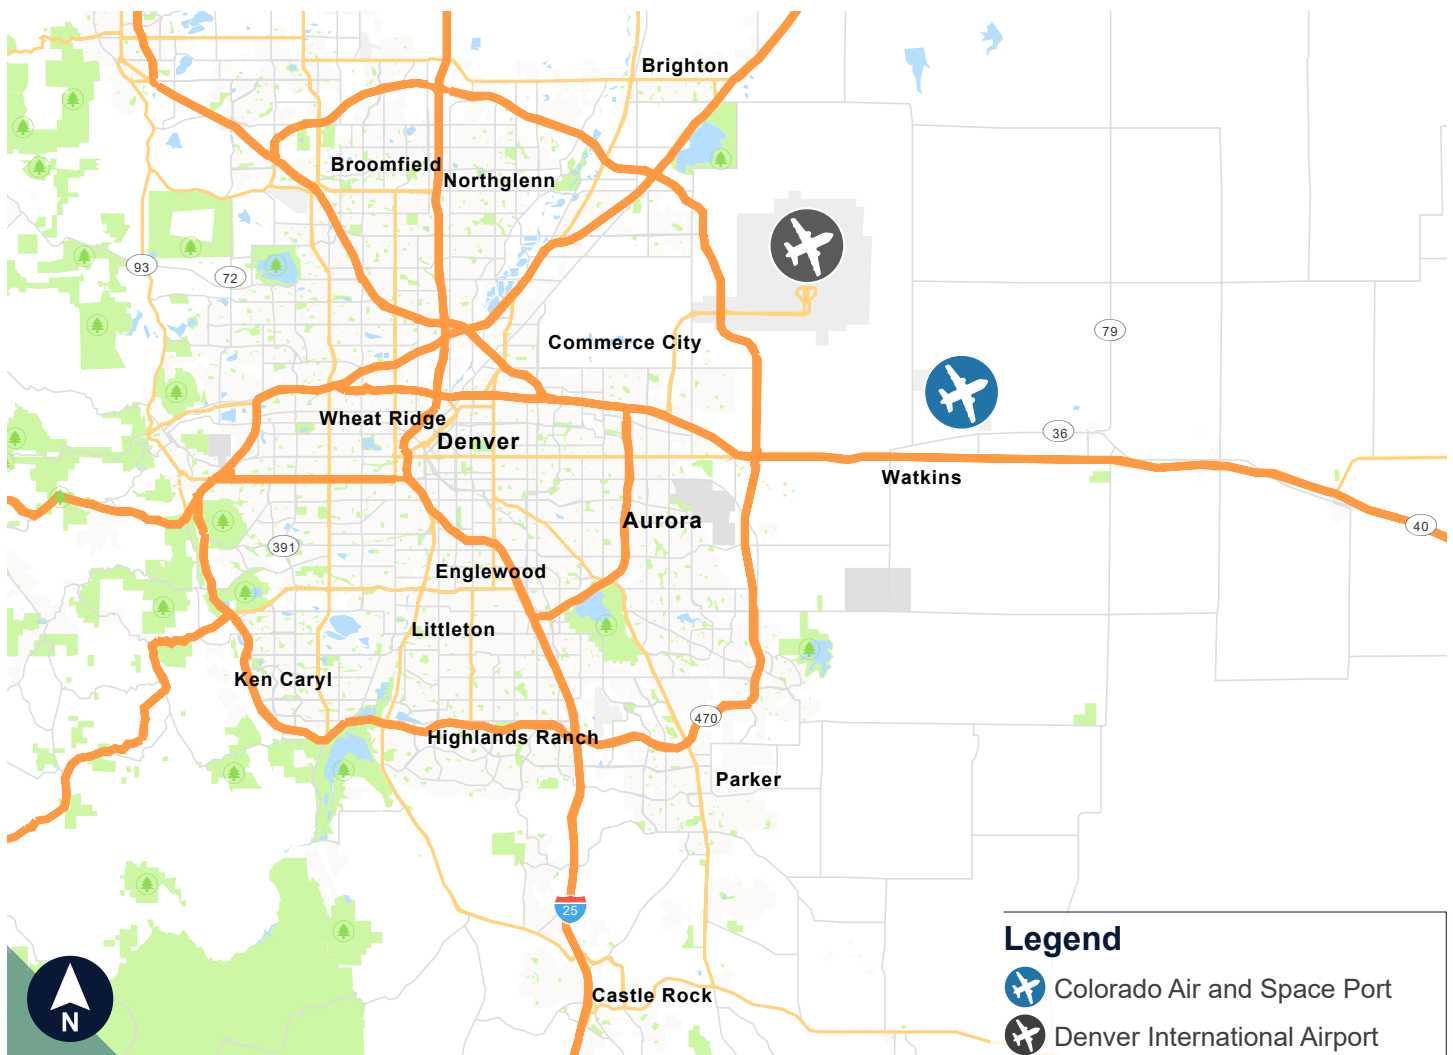 Brighton
Broomfield
Northglenn
93
72
79
Commerce City
Wheat Ridge
Denver
36
Watkins
Aurora
40
391
Englewood
Littleton
Ken Caryl
470
Highlands Ranch
Parker
25
Castle Rock
N
Legend
Colorado Air and Space Port
Denver International Airport